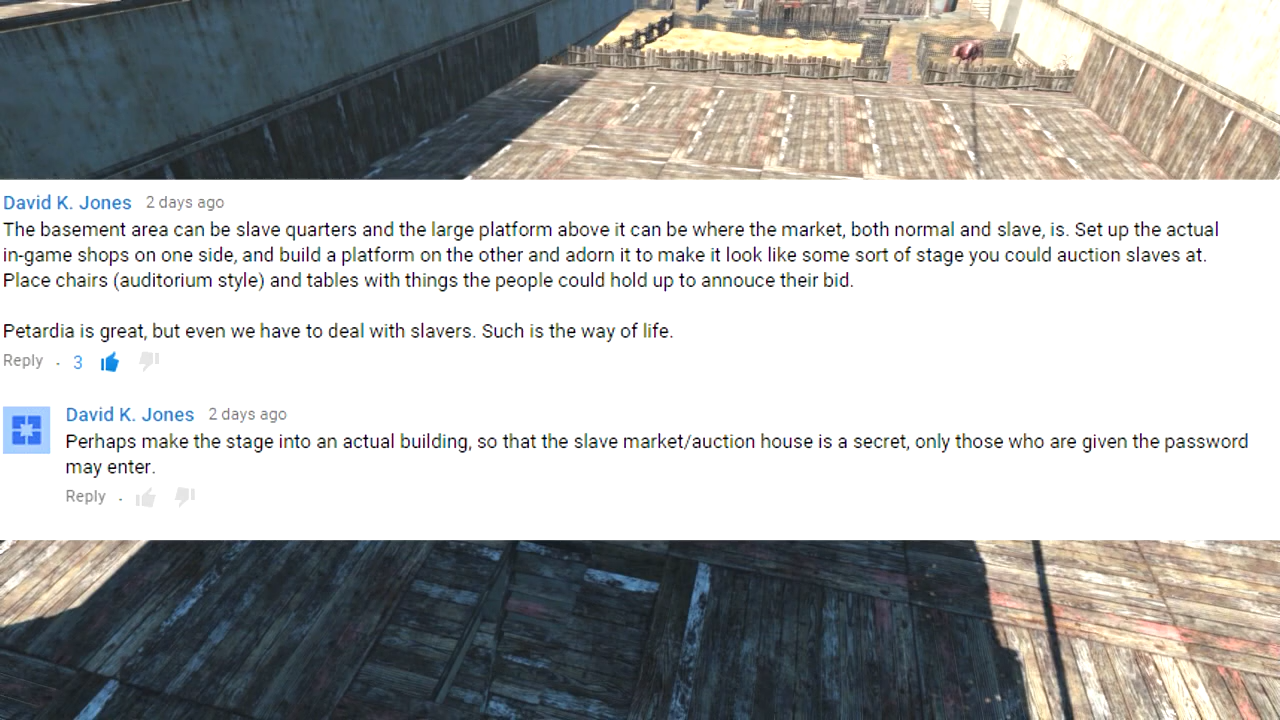 David K. Jones 2 days ago
The basement area can be slave quarters and the large platform above it can be where the market, both normal and slave, is. Set up the actual
in-game shops on one side, and build a platform on the other and adorn it to make it look like some sort of stage you could auction slaves at.
Place chairs (auditorium style) and tables with things the people could hold up to annouce their bid.
Petardia is great, but even we have to deal with slavers. Such is the way of life.
Reply · 3
David K. Jones 2 days ago
Perhaps make the stage into an actual building, so that the slave market/auction house is a secret, only those who are given the password
may enter.
Reply ·